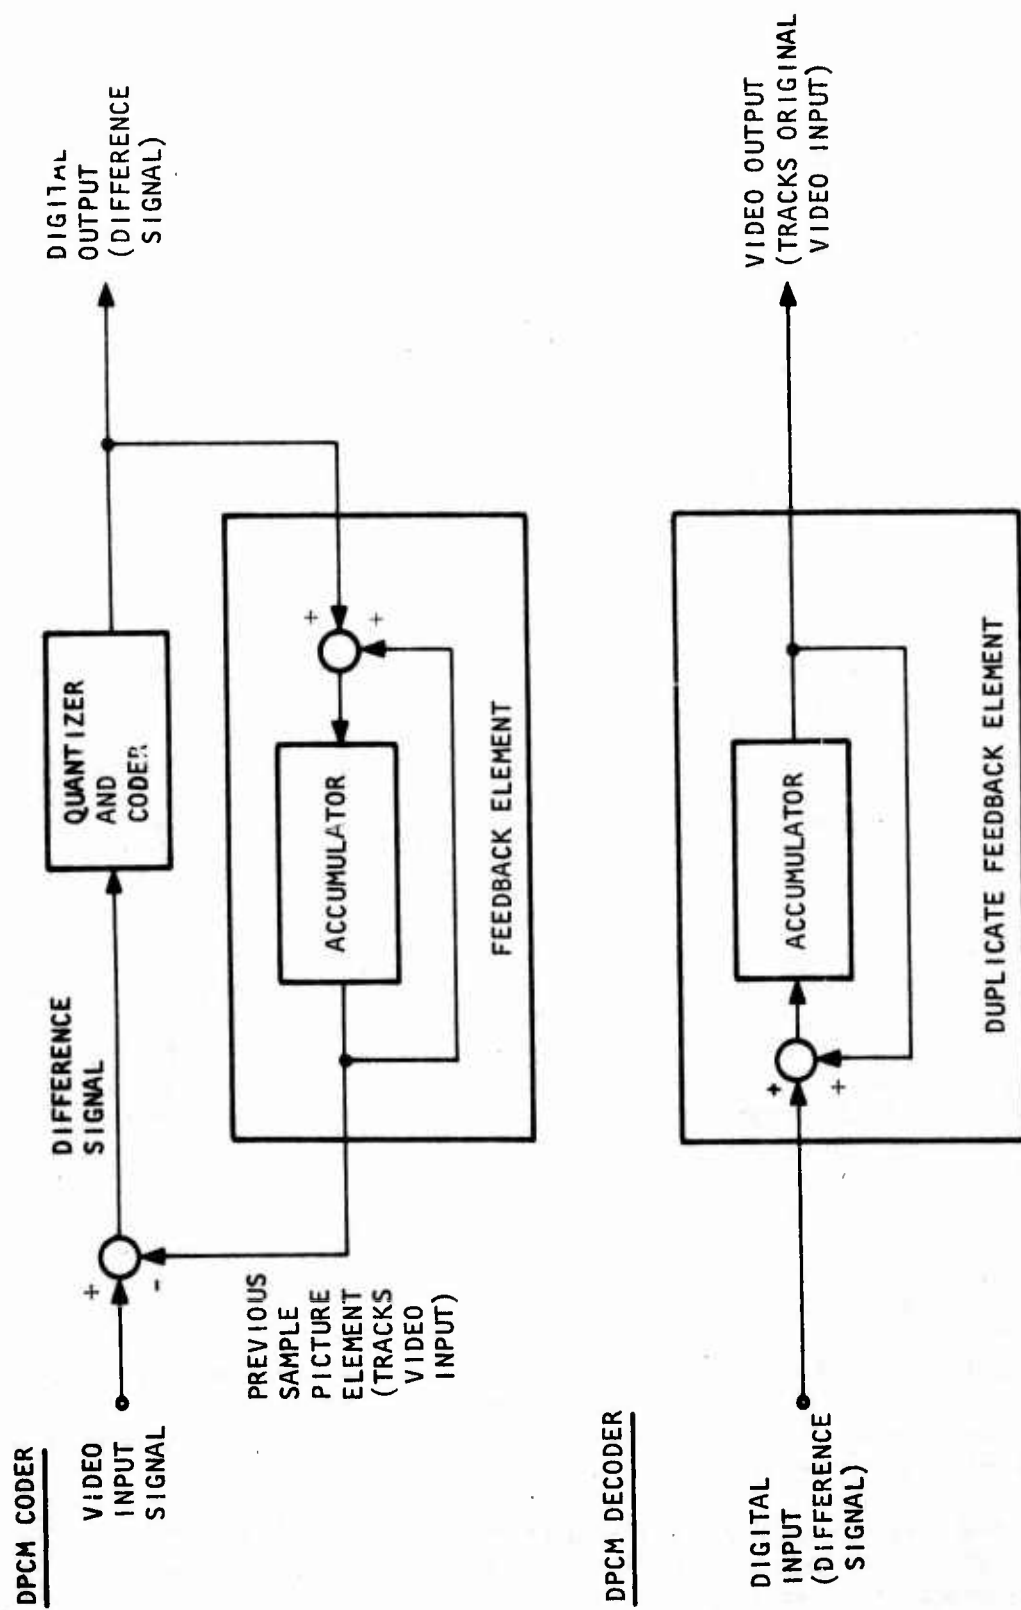 DPCM CODER
VIDEO
INPUT
SIGNAL
+
-
DIFFERENCE
SIGNAL
QUANTIZER
AND
CODER
DIGITAL
OUTPUT
(DIFFERENCE
SIGNAL)
PREVIOUS
SAMPLE
PICTURE
ELEMENT
(TRACKS
VIDEO
INPUT)
ACCUMULATOR
+
+
FEEDBACK ELEMENT
DPCM DECODER
DIGITAL
INPUT
(DIFFERENCE
SIGNAL)
+
+
ACCUMULATOR
DUPLICATE FEEDBACK ELEMENT
VIDEO OUTPUT
(TRACKS ORIGINAL
VIDEO INPUT)